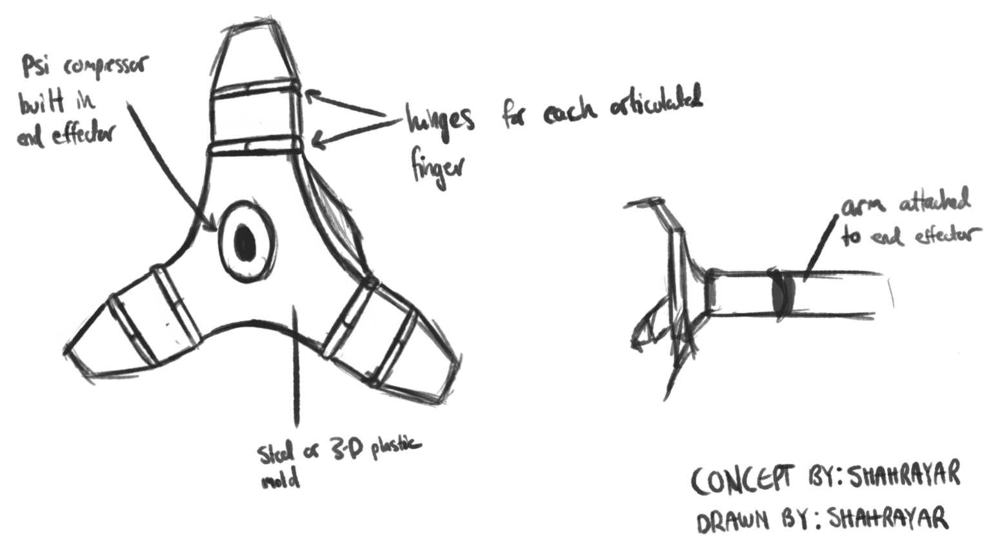 Psi compressor
built in
end effector
hinges for each articulated
finger
arm attached
to end effector
Steel or 3-D plastic
mold
CONCEPT BY: SHAHRAYAR
DRAWN BY: SHAHRAYAR